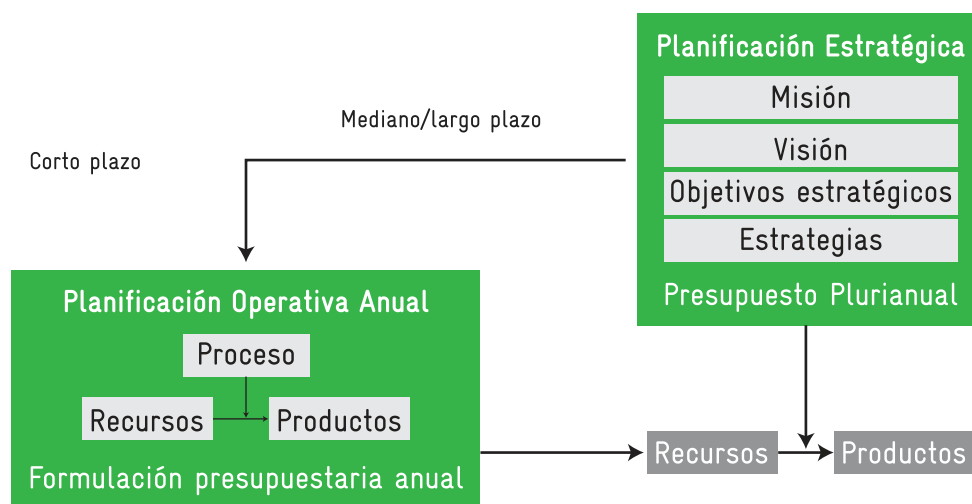 Planificación Estratégica
Misión
Visión
Objetivos estratégicos
Estrategias
Presupuesto Plurianual
Mediano/largo plazo
Corto plazo
Planificación Operativa Anual
Proceso
Recursos
Productos
Formulación presupuestaria anual
Recursos
Productos